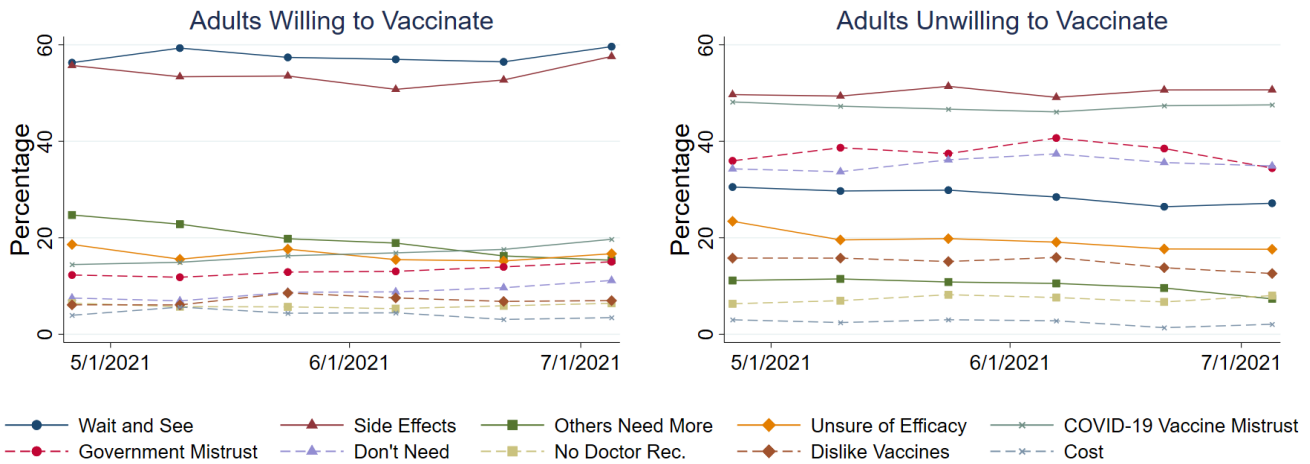 Adults Willing to Vaccinate
Percentage
60
40
20
0
5/1/2021 6/1/2021 7/1/2021
Adults Unwilling to Vaccinate
Percentage
60
40
20
0
5/1/2021 6/1/2021 7/1/2021
Wait and See Side Effects Others Need More Unsure of Efficacy COVID-19 Vaccine Mistrust
Government Mistrust Don't Need No Doctor Rec. Dislike Vaccines Cost